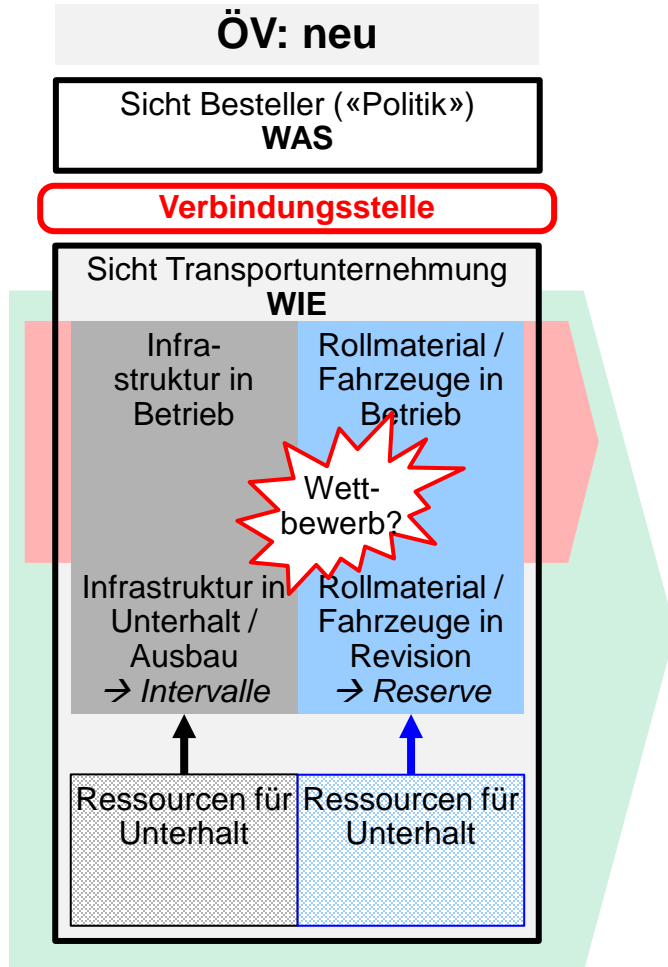 ÖV: neu
Sicht Besteller («Politik»)
WAS
Verbindungsstelle
Sicht Transportunternehmung
WIE
Infra-
struktur in
Betrieb
Rollmaterial /
Fahrzeuge in
Betrieb
Wett-
bewerb?
Infrastruktur in
Unterhalt /
Ausbau
→ Intervalle
Rollmaterial /
Fahrzeuge in
Revision
→ Reserve
Ressourcen für
Unterhalt
Ressourcen für
Unterhalt